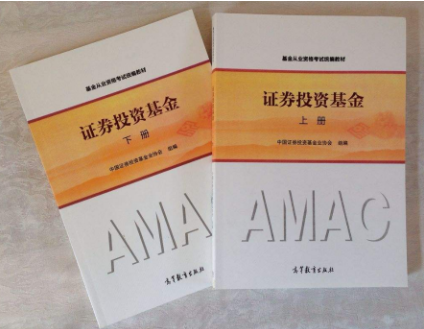 基金从业资格考试统编教材
证券投资基金
下册
中国证券投资基金业协会 组编
AMA
高等教育出版社
基金从业资格考试统编教材
证券投资基金
上册
中国证券投资基金业协会 组编
AMAC
高等教育出版社